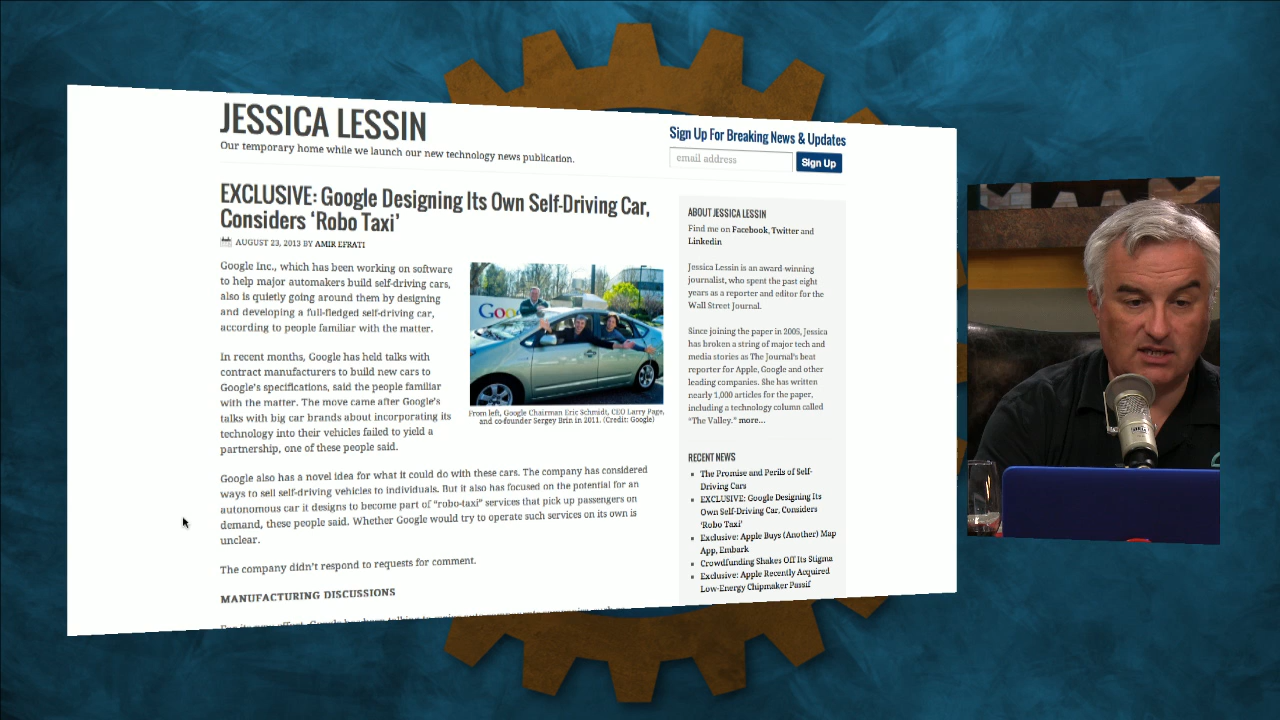 JESSICA LESSIN
Our temporary home while we launch our new technology news publication.
Sign Up For Breaking News & Updates
email address
Sign Up
EXCLUSIVE: Google Designing Its Own Self-Driving Car,
Considers ‘Robo Taxi’
AUGUST 23, 2013 BY AMIR EFRATI
Google Inc., which has been working on software
to help major automakers build self-driving cars,
also is quietly going around them by designing
and developing a full-fledged self-driving car,
according to people familiar with the matter.
In recent months, Google has held talks with
contract manufacturers to build new cars to
Google's specifications, said the people familiar
with the matter. The move came after Google's
talks with big car brands about incorporating its
technology into their vehicles failed to yield a
partnership, one of these people said.
Goo
From left, Google Chairman Eric Schmidt, CEO Larry Page,
and co-founder Sergey Brin in 2011. (Credit: Google)
Google also has a novel idea for what it could do with these cars. The company has considered
ways to sell self-driving vehicles to individuals. But it also has focused on the potential for an
autonomous car it designs to become part of "robo-taxi" services that pick up passengers on
demand, these people said. Whether Google would try to operate such services on its own is
unclear.
The company didn't respond to requests for comment.
MANUFACTURING DISCUSSIONS
ABOUT JESSICA LESSIN
Find me on Facebook, Twitter and
Linkedin
Jessica Lessin is an award-winning
journalist, who spent the past eight
years as a reporter and editor for the
Wall Street Journal.
Since joining the paper in 2005, Jessica
has broken a string of major tech and
media stories as The Journal's beat
reporter for Apple, Google and other
leading companies. She has written
nearly 1,000 articles for the paper,
including a technology column called
"The Valley." more...
RECENT NEWS
The Promise and Perils of Self-
Driving Cars
EXCLUSIVE: Google Designing Its
Own Self-Driving Car, Considers
'Robo Taxi'
Exclusive: Apple Buys (Another) Map
App, Embark
Crowdfunding Shakes Off Its Stigma
Exclusive: Apple Recently Acquired
Low-Energy Chipmaker Passif